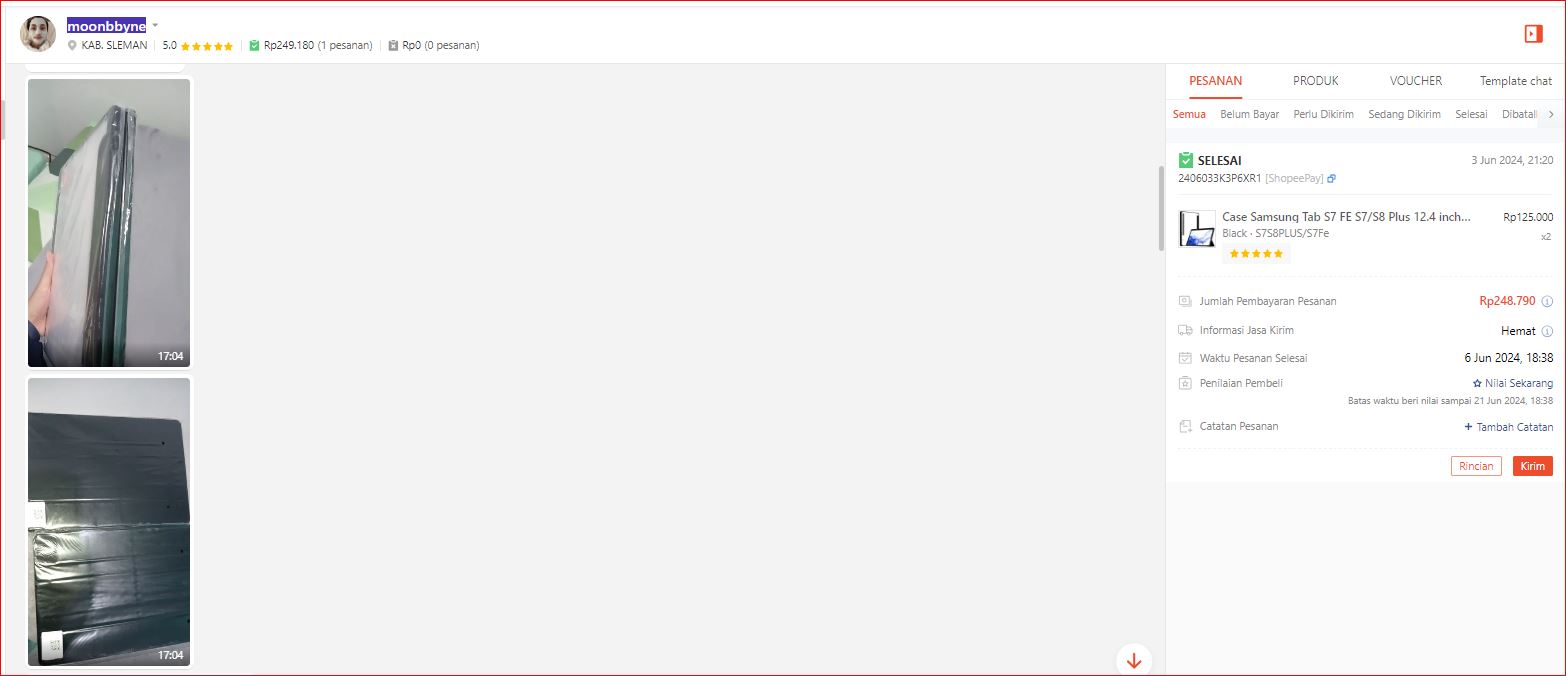 moonbbyne
KAB. SLEMAN 5.0 Rp249.180 (1 pesanan) Rp0 (0 pesanan)
17:04
17:04
PESANAN PRODUK VOUCHER Template chat
Semua Belum Bayar Perlu Dikirim Sedang Dikirim Selesai Dibatal
SELESAI 3 Jun 2024, 21:20
2406033K3P6XR1 [ShopeePay]
Case Samsung Tab S7 FE S7/S8 Plus 12.4 inch... Rp125.000
Black · S7S8PLUS/S7Fe x2
Jumlah Pembayaran Pesanan Rp248.790
Informasi Jasa Kirim Hemat
Waktu Pesanan Selesai 6 Jun 2024, 18:38
Penilaian Pembeli Nilai Sekarang
Batas waktu beri nilai sampai 21 Jun 2024, 18:38
Catatan Pesanan + Tambah Catatan
Rincian Kirim